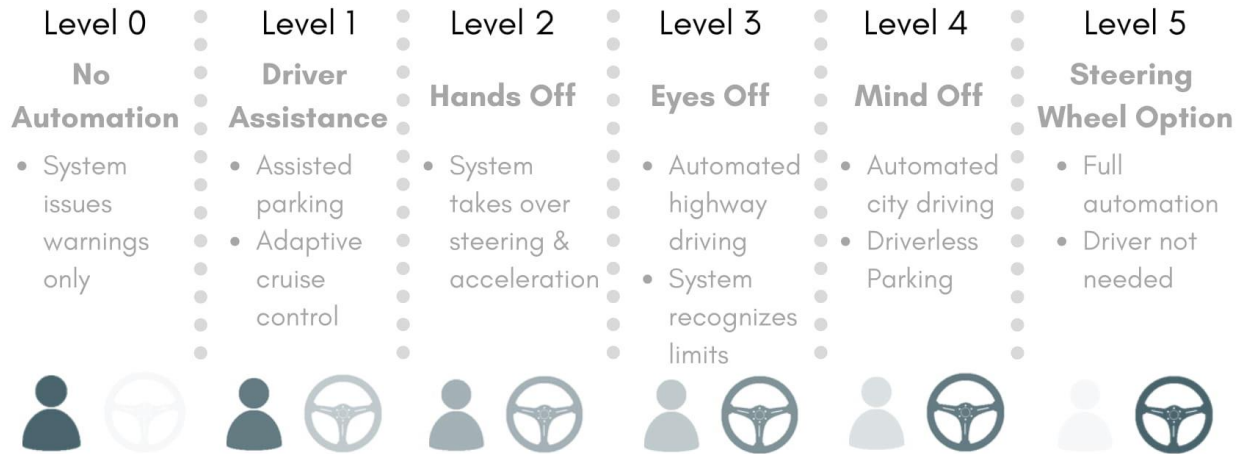 Level 0
No
Automation
• System
issues
warnings
only
Level 1
Driver
Assistance
• Assisted
parking
• Adaptive
cruise
control
Level 2
Hands Off
• System
takes over
steering &
acceleration
Level 3
Eyes Off
• Automated
highway
driving
• System
recognizes
limits
Level 4
Mind Off
• Automated
city driving
• Driverless
Parking
Level 5
Steering
Wheel Option
• Full
automation
• Driver not
needed